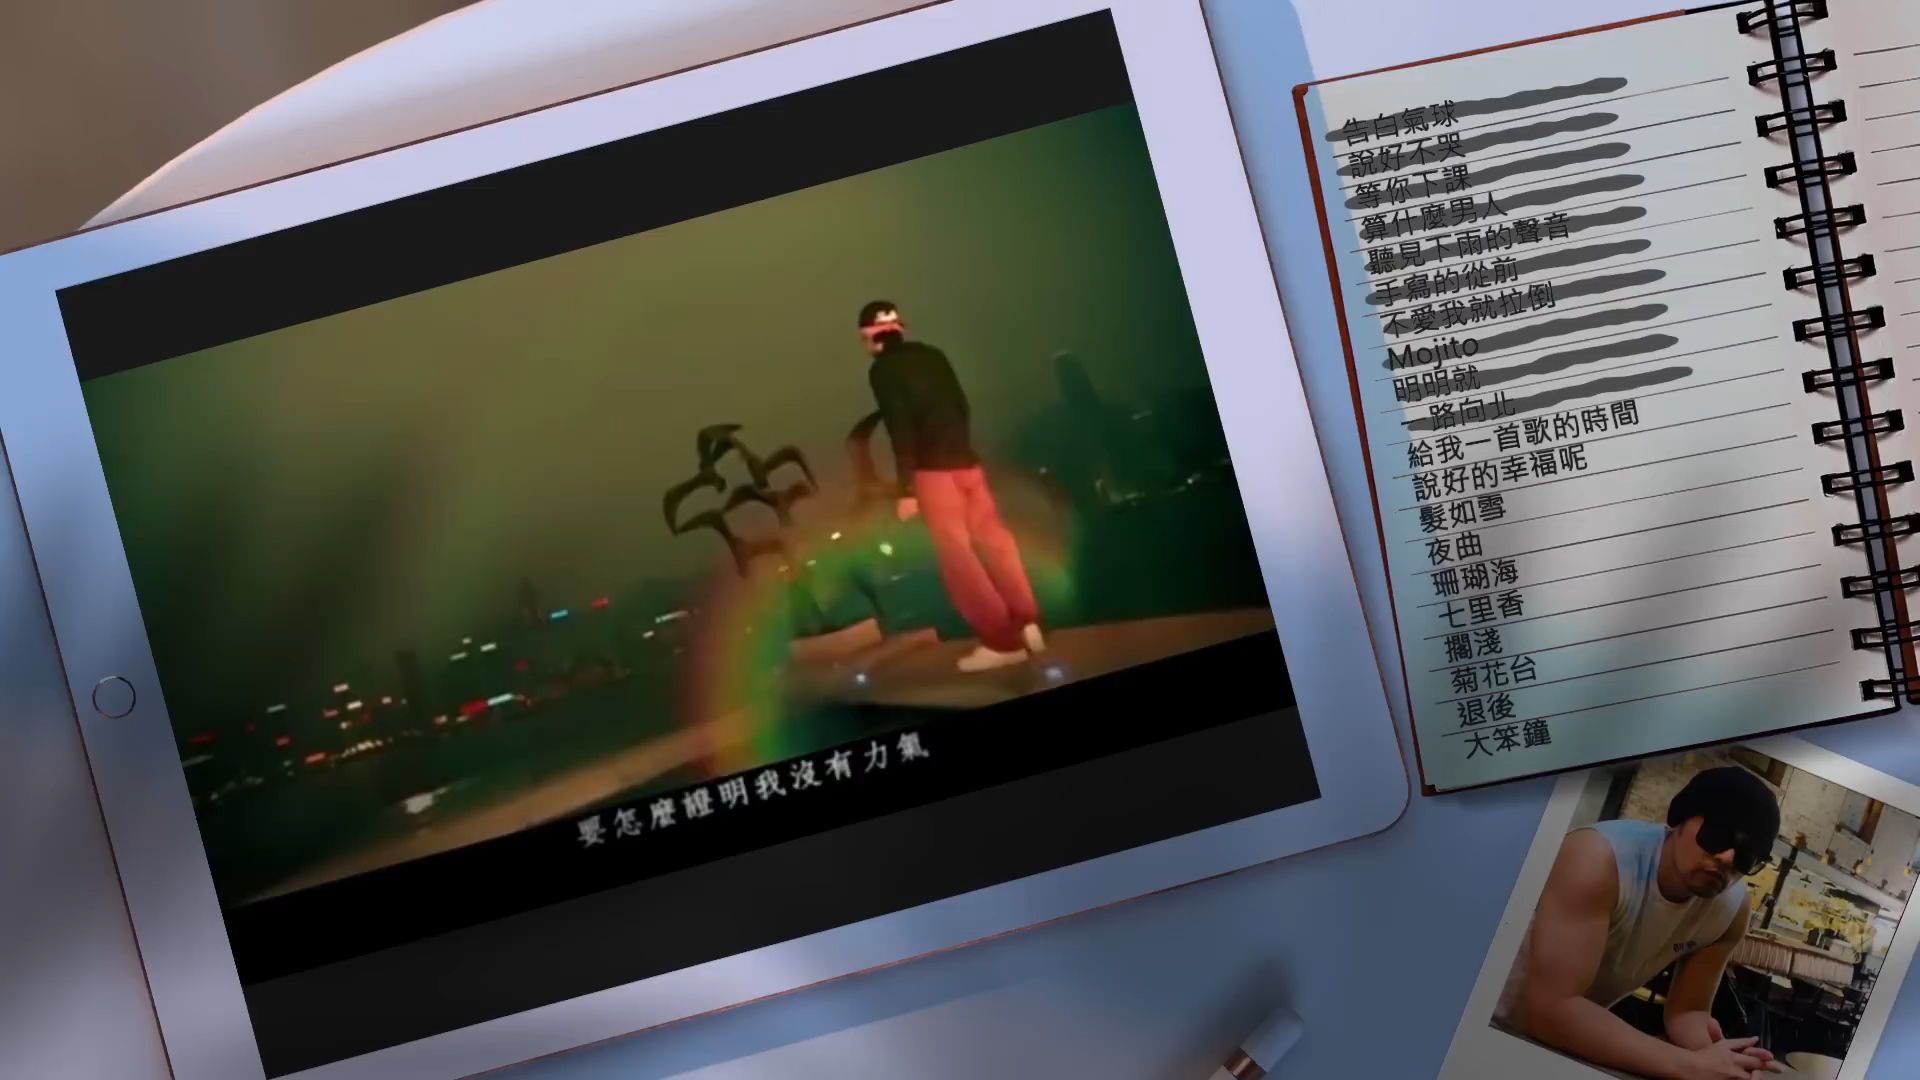 要怎麼證明我沒有力氣
告白氣球
說好不哭
等你下課
算什麼男人
聽見下雨的聲音
手寫的從前
不愛我就拉倒
Mojito
明明就
一路向北
給我一首歌的時間
說好的幸福呢
髮如雪
夜曲
珊瑚海
七里香
擱淺
菊花台
退後
大笨鐘